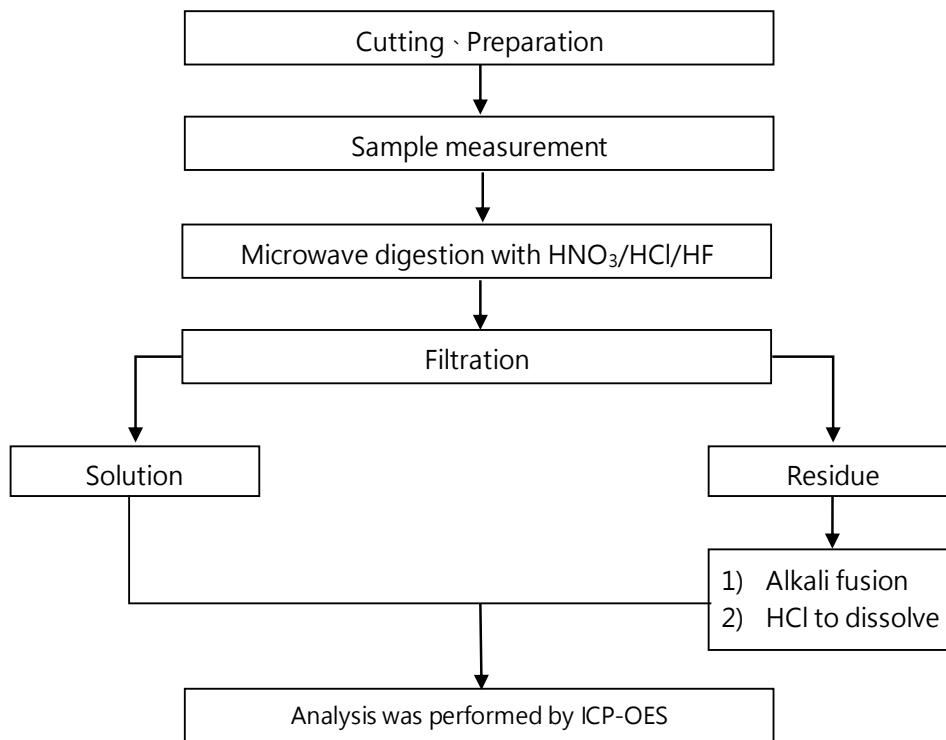 Cutting、Preparation
Sample measurement
Microwave digestion with HNO₃/HCl/HF
Filtration
Solution
Residue
1) Alkali fusion
2) HCl to dissolve
Analysis was performed by ICP-OES